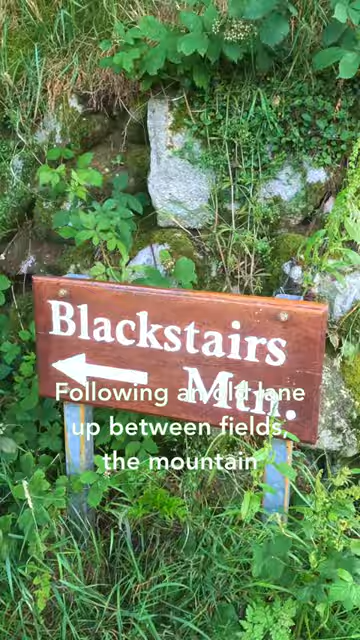 Blackstairs
Mtn.
Following an old lane
up between fields,
the mountain